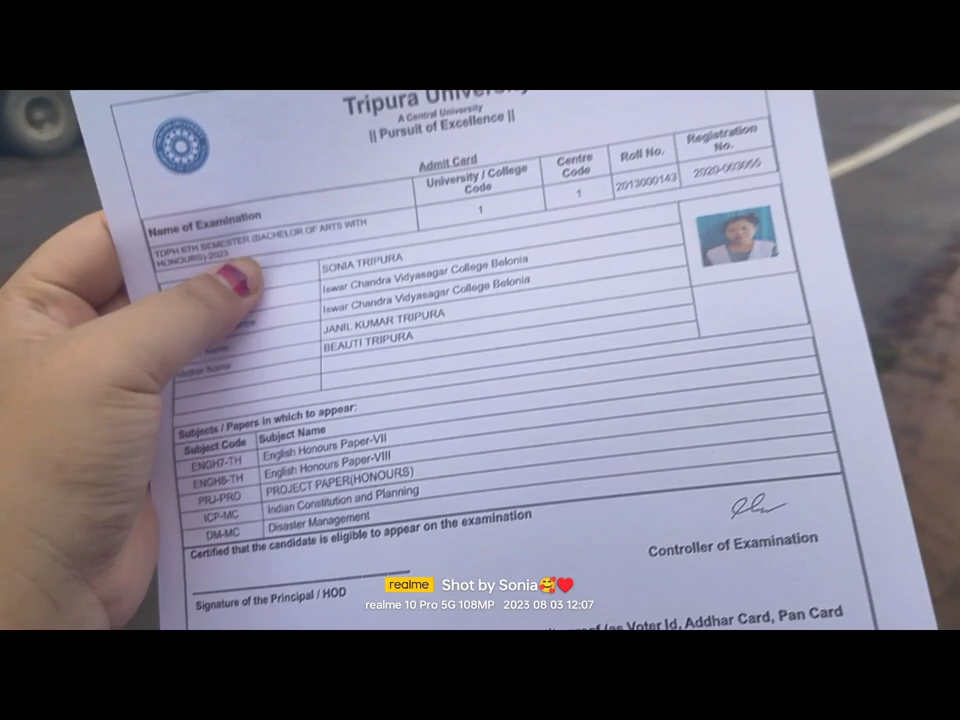 Tripura University
A Central University
|| Pursuit of Excellence ||
Admit Card
Name of Examination
University / College Code
Centre Code
Roll No.
Registration No.
TDPH 6TH SEMESTER (BACHELOR OF ARTS WITH HONOURS)-2023
1
1
2013000143
2020-003055
SONIA TRIPURA
Iswar Chandra Vidyasagar College Belonia
Iswar Chandra Vidyasagar College Belonia
JANIL KUMAR TRIPURA
Name
BEAUTI TRIPURA
Mother Name
Subjects / Papers in which to appear:
Subject Code Subject Name
ENGH7-TH English Honours Paper-VII
ENGH8-TH English Honours Paper-VIII
PRJ-PRO PROJECT PAPER(HONOURS)
ICP-MC Indian Constitution and Planning
DM-MC Disaster Management
Certified that the candidate is eligible to appear on the examination
Controller of Examination
Signature of the Principal / HOD
(as Voter Id, Addhar Card, Pan Card
realme Shot by Sonia🥰❤️
realme 10 Pro 5G 108MP 2023 08 03 12:07